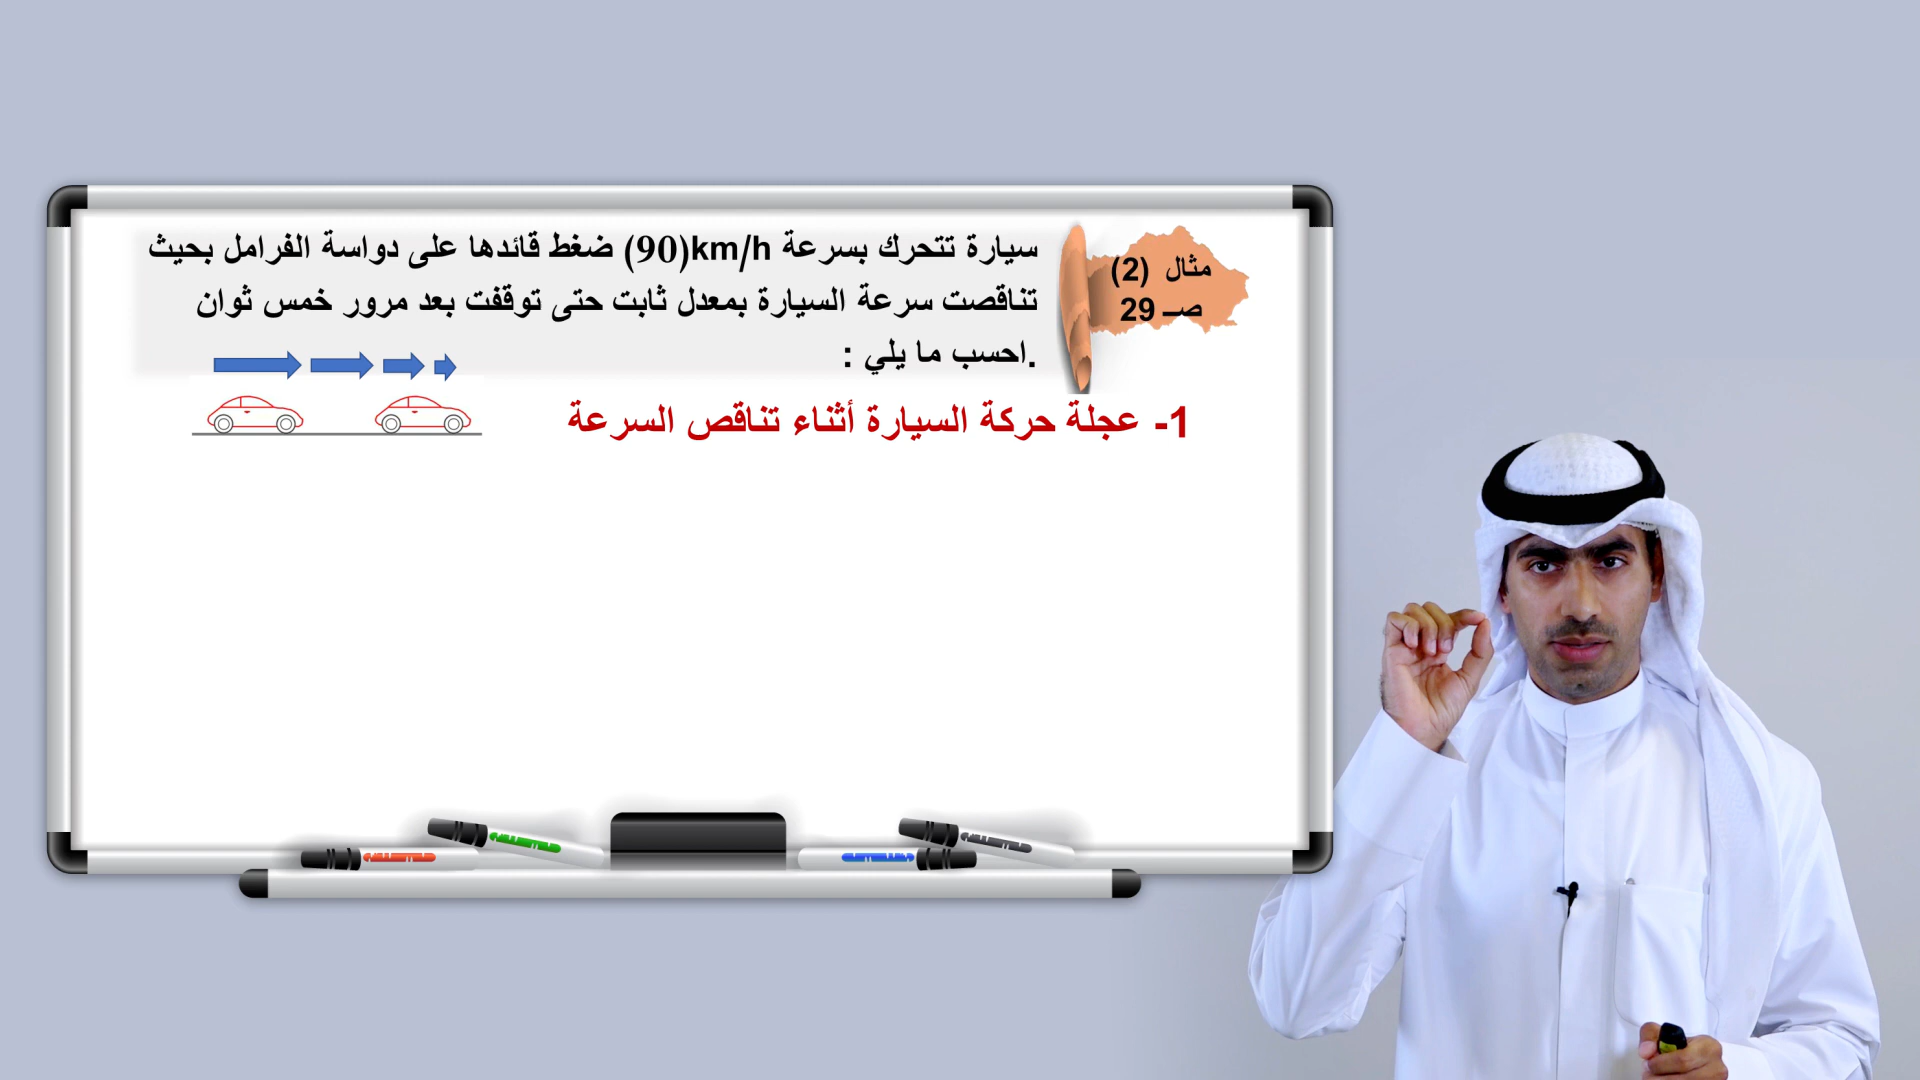 مثال (2)
صـ 29
سيارة تتحرك بسرعة km/h(90) ضغط قائدها على دواسة الفرامل بحيث
تناقصت سرعة السيارة بمعدل ثابت حتى توقفت بعد مرور خمس ثوان
.احسب ما يلي :
1- عجلة حركة السيارة أثناء تناقص السرعة